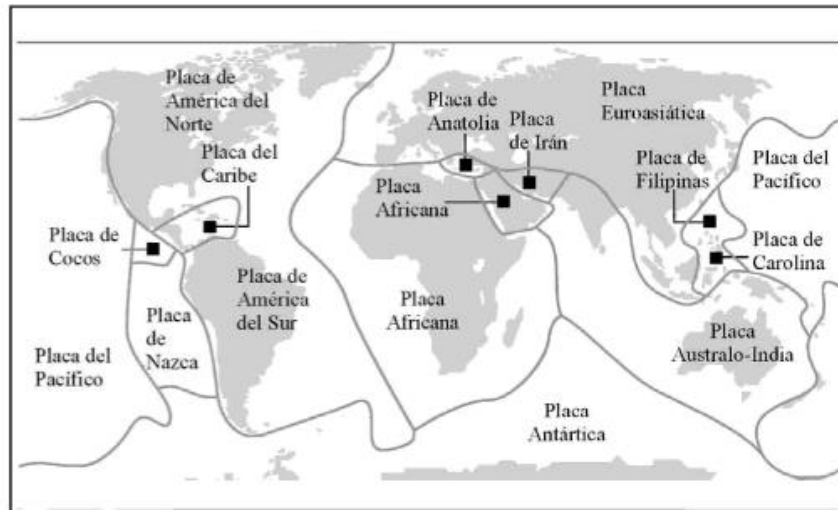 Placa de
América del
Norte
Placa del
Caribe
Placa de
Cocos
Placa
de
Nazca
Placa del
Pacífico
Placa de
América
del Sur
Placa de
Anatolia
Placa
de Irán
Placa
Africana
Placa
Africana
Placa
Euroasiática
Placa de
Filipinas
Placa del
Pacífico
Placa de
Carolina
Placa
Australo-India
Placa
Antártica